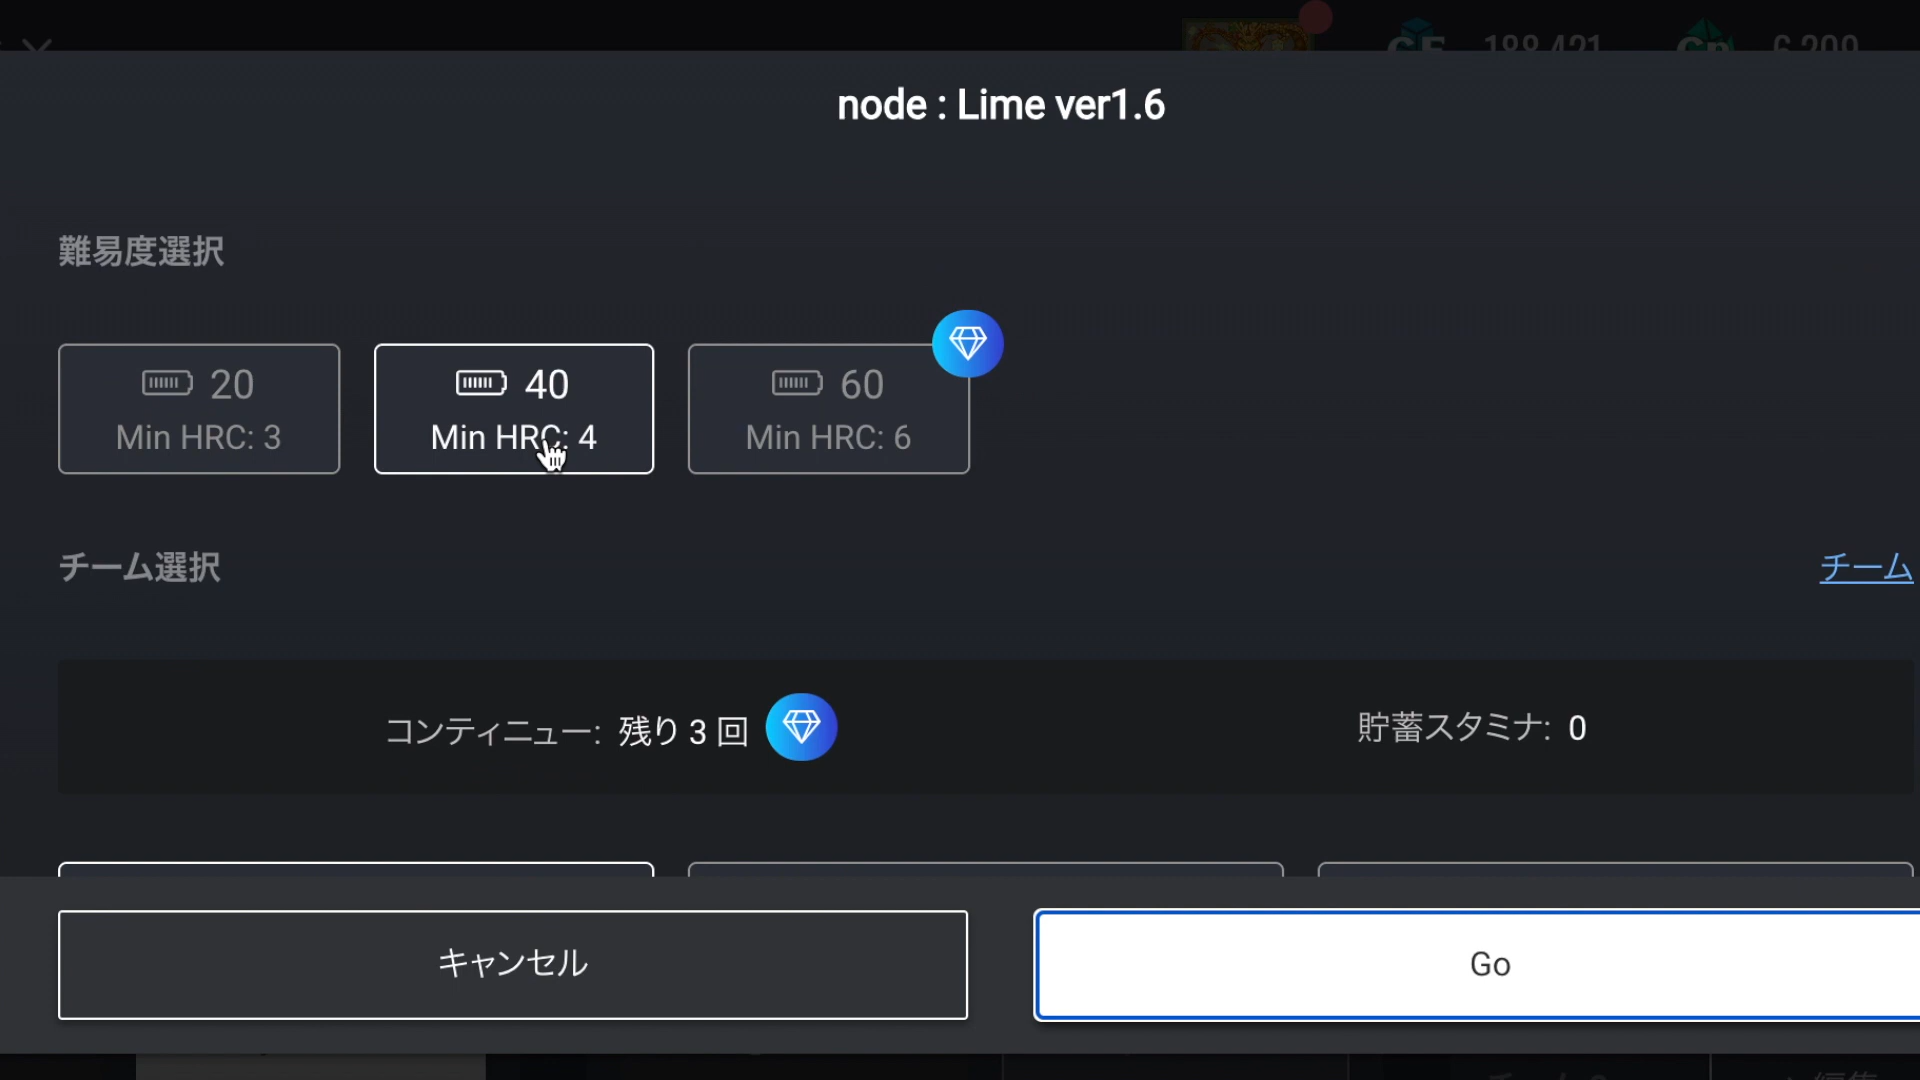 node : Lime ver1.6
難易度選択
20
Min HRC: 3
40
Min HRC: 4
60
Min HRC: 6
チーム選択
チーム
コンティニュー: 残り 3 回
貯蓄スタミナ: 0
キャンセル
Go